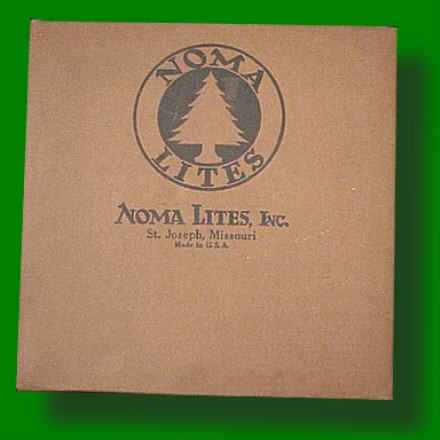 NOMA
LITES
NOMA LITES, INC.
St. Joseph, Missouri
Made in U.S.A.